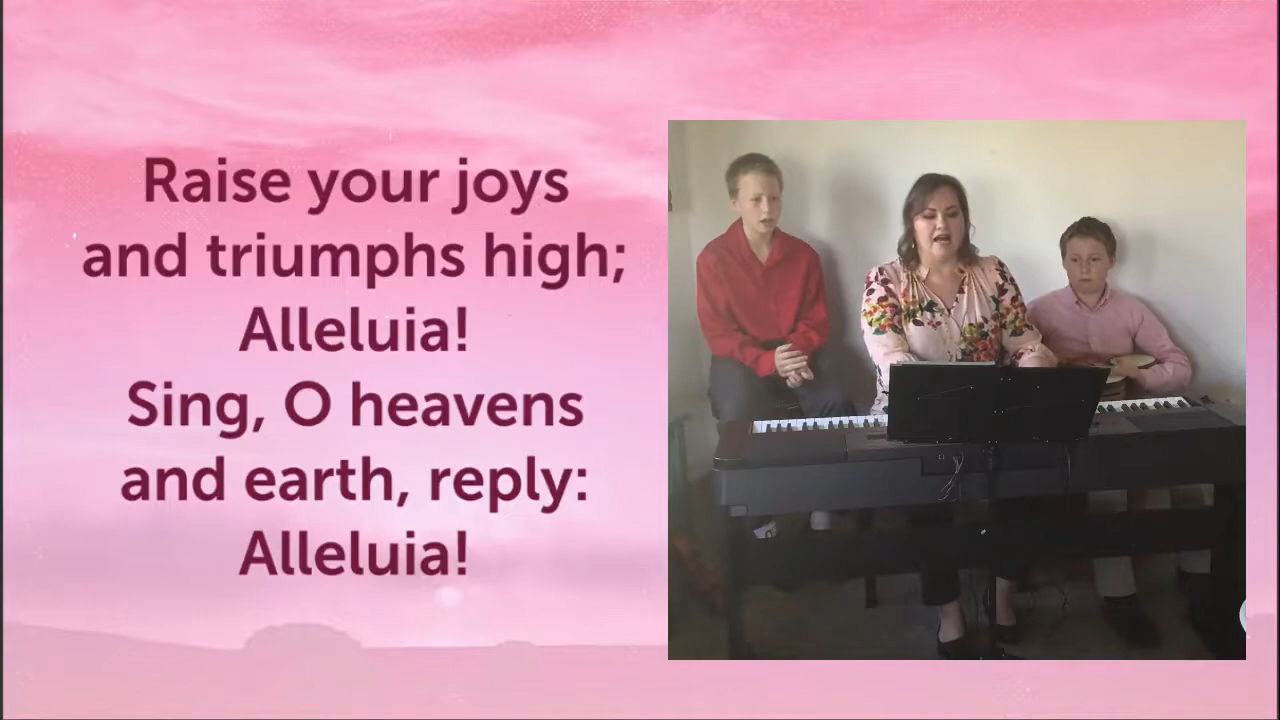 Raise your joys
and triumphs high;
Alleluia!
Sing, O heavens
and earth, reply:
Alleluia!